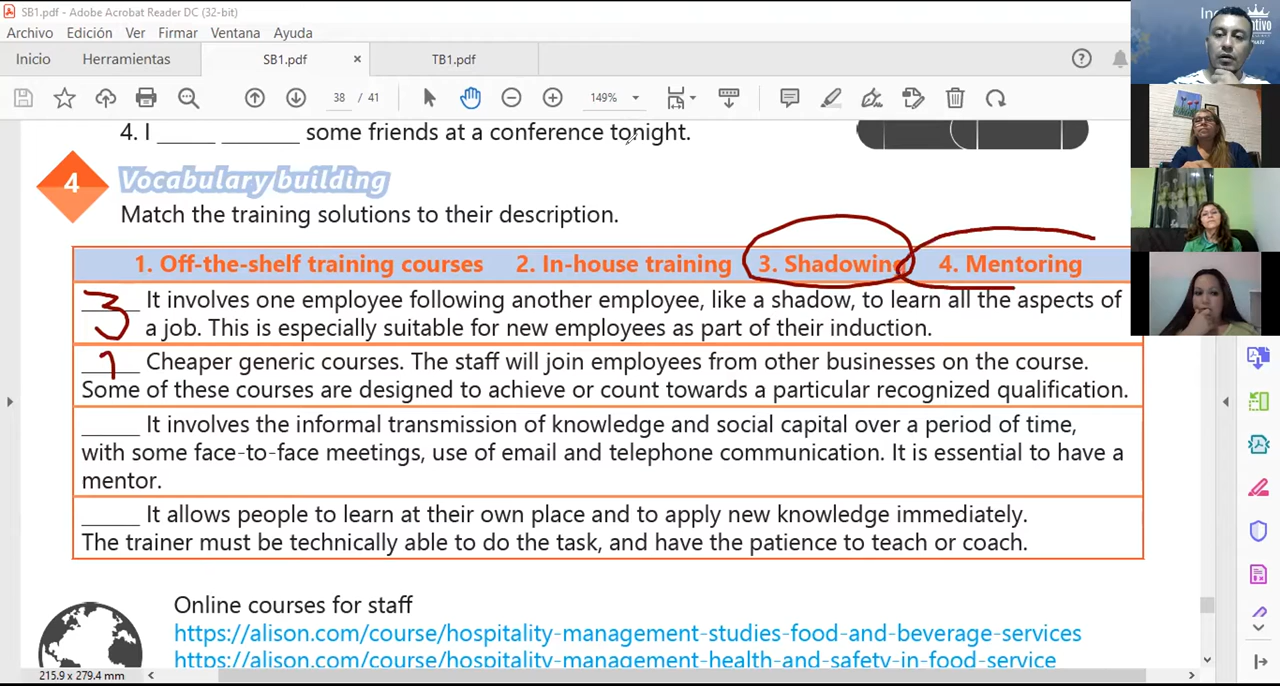 SB1.pdf - Adobe Acrobat Reader DC (32-bit)
Archivo Edición Ver Firmar Ventana Ayuda
Inicio Herramientas SB1.pdf × TB1.pdf
38 / 41 149%
4. I _____ _______ some friends at a conference tonight.
4 Vocabulary building
Match the training solutions to their description.
1. Off-the-shelf training courses 2. In-house training 3. Shadowing 4. Mentoring
3 It involves one employee following another employee, like a shadow, to learn all the aspects of
a job. This is especially suitable for new employees as part of their induction.
1 Cheaper generic courses. The staff will join employees from other businesses on the course.
Some of these courses are designed to achieve or count towards a particular recognized qualification.
_____ It involves the informal transmission of knowledge and social capital over a period of time,
with some face-to-face meetings, use of email and telephone communication. It is essential to have a
mentor.
_____ It allows people to learn at their own place and to apply new knowledge immediately.
The trainer must be technically able to do the task, and have the patience to teach or coach.
Online courses for staff
https://alison.com/course/hospitality-management-studies-food-and-beverage-services
https://alison.com/course/hospitality-management-health-and-safety-in-food-service
215.9 x 279.4 mm